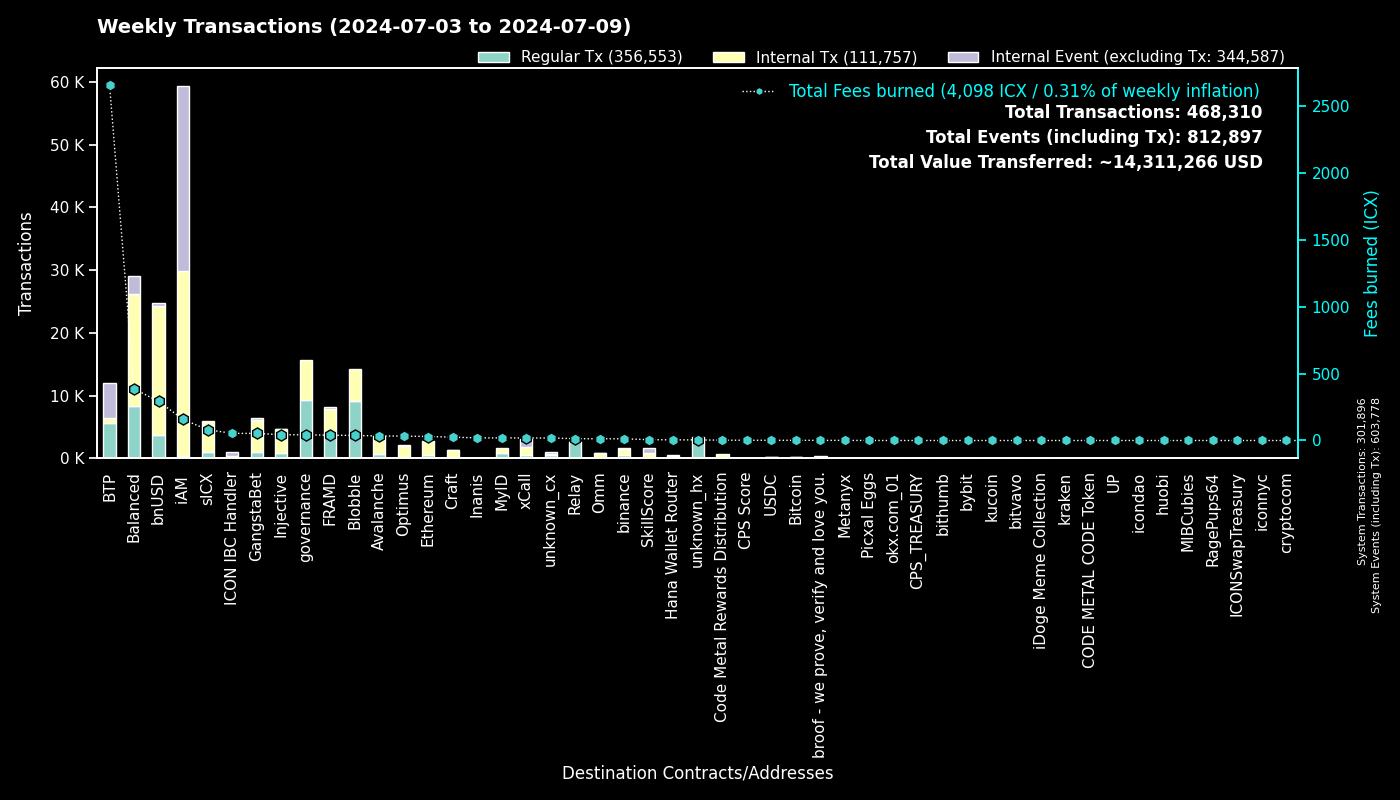 Weekly Transactions (2024-07-03 to 2024-07-09)
Regular Tx (356,553)
Internal Tx (111,757)
Internal Event (excluding Tx: 344,587)
Total Fees burned (4,098 ICX / 0.31% of weekly inflation)
Total Transactions: 468,310
Total Events (including Tx): 812,897
Total Value Transferred: ~14,311,266 USD
Transactions
60 K
50 K
40 K
30 K
20 K
10 K
0 K
2500
2000
1500
1000
500
0
Fees burned (ICX)
System Transactions: 301,896
System Events (including Tx): 603,778
BTP
Balanced
bnUSD
iAM
sICX
ICON IBC Handler
GangstaBet
Injective
governance
FRAMD
Blobble
Avalanche
Optimus
Ethereum
Craft
Inanis
MyID
xCall
unknown_cx
Relay
Omm
binance
SkillScore
Hana Wallet Router
unknown_hx
Code Metal Rewards Distribution
CPS Score
USDC
Bitcoin
broof - we prove, verify and love you.
Metanyx
Picxal Eggs
okx.com_01
CPS_TREASURY
bithumb
bybit
kucoin
bitvavo
iDoge Meme Collection
kraken
CODE METAL CODE Token
UP
icondao
huobi
MIBCubies
RagePups64
ICONSwapTreasury
iconnyc
cryptocom
Destination Contracts/Addresses